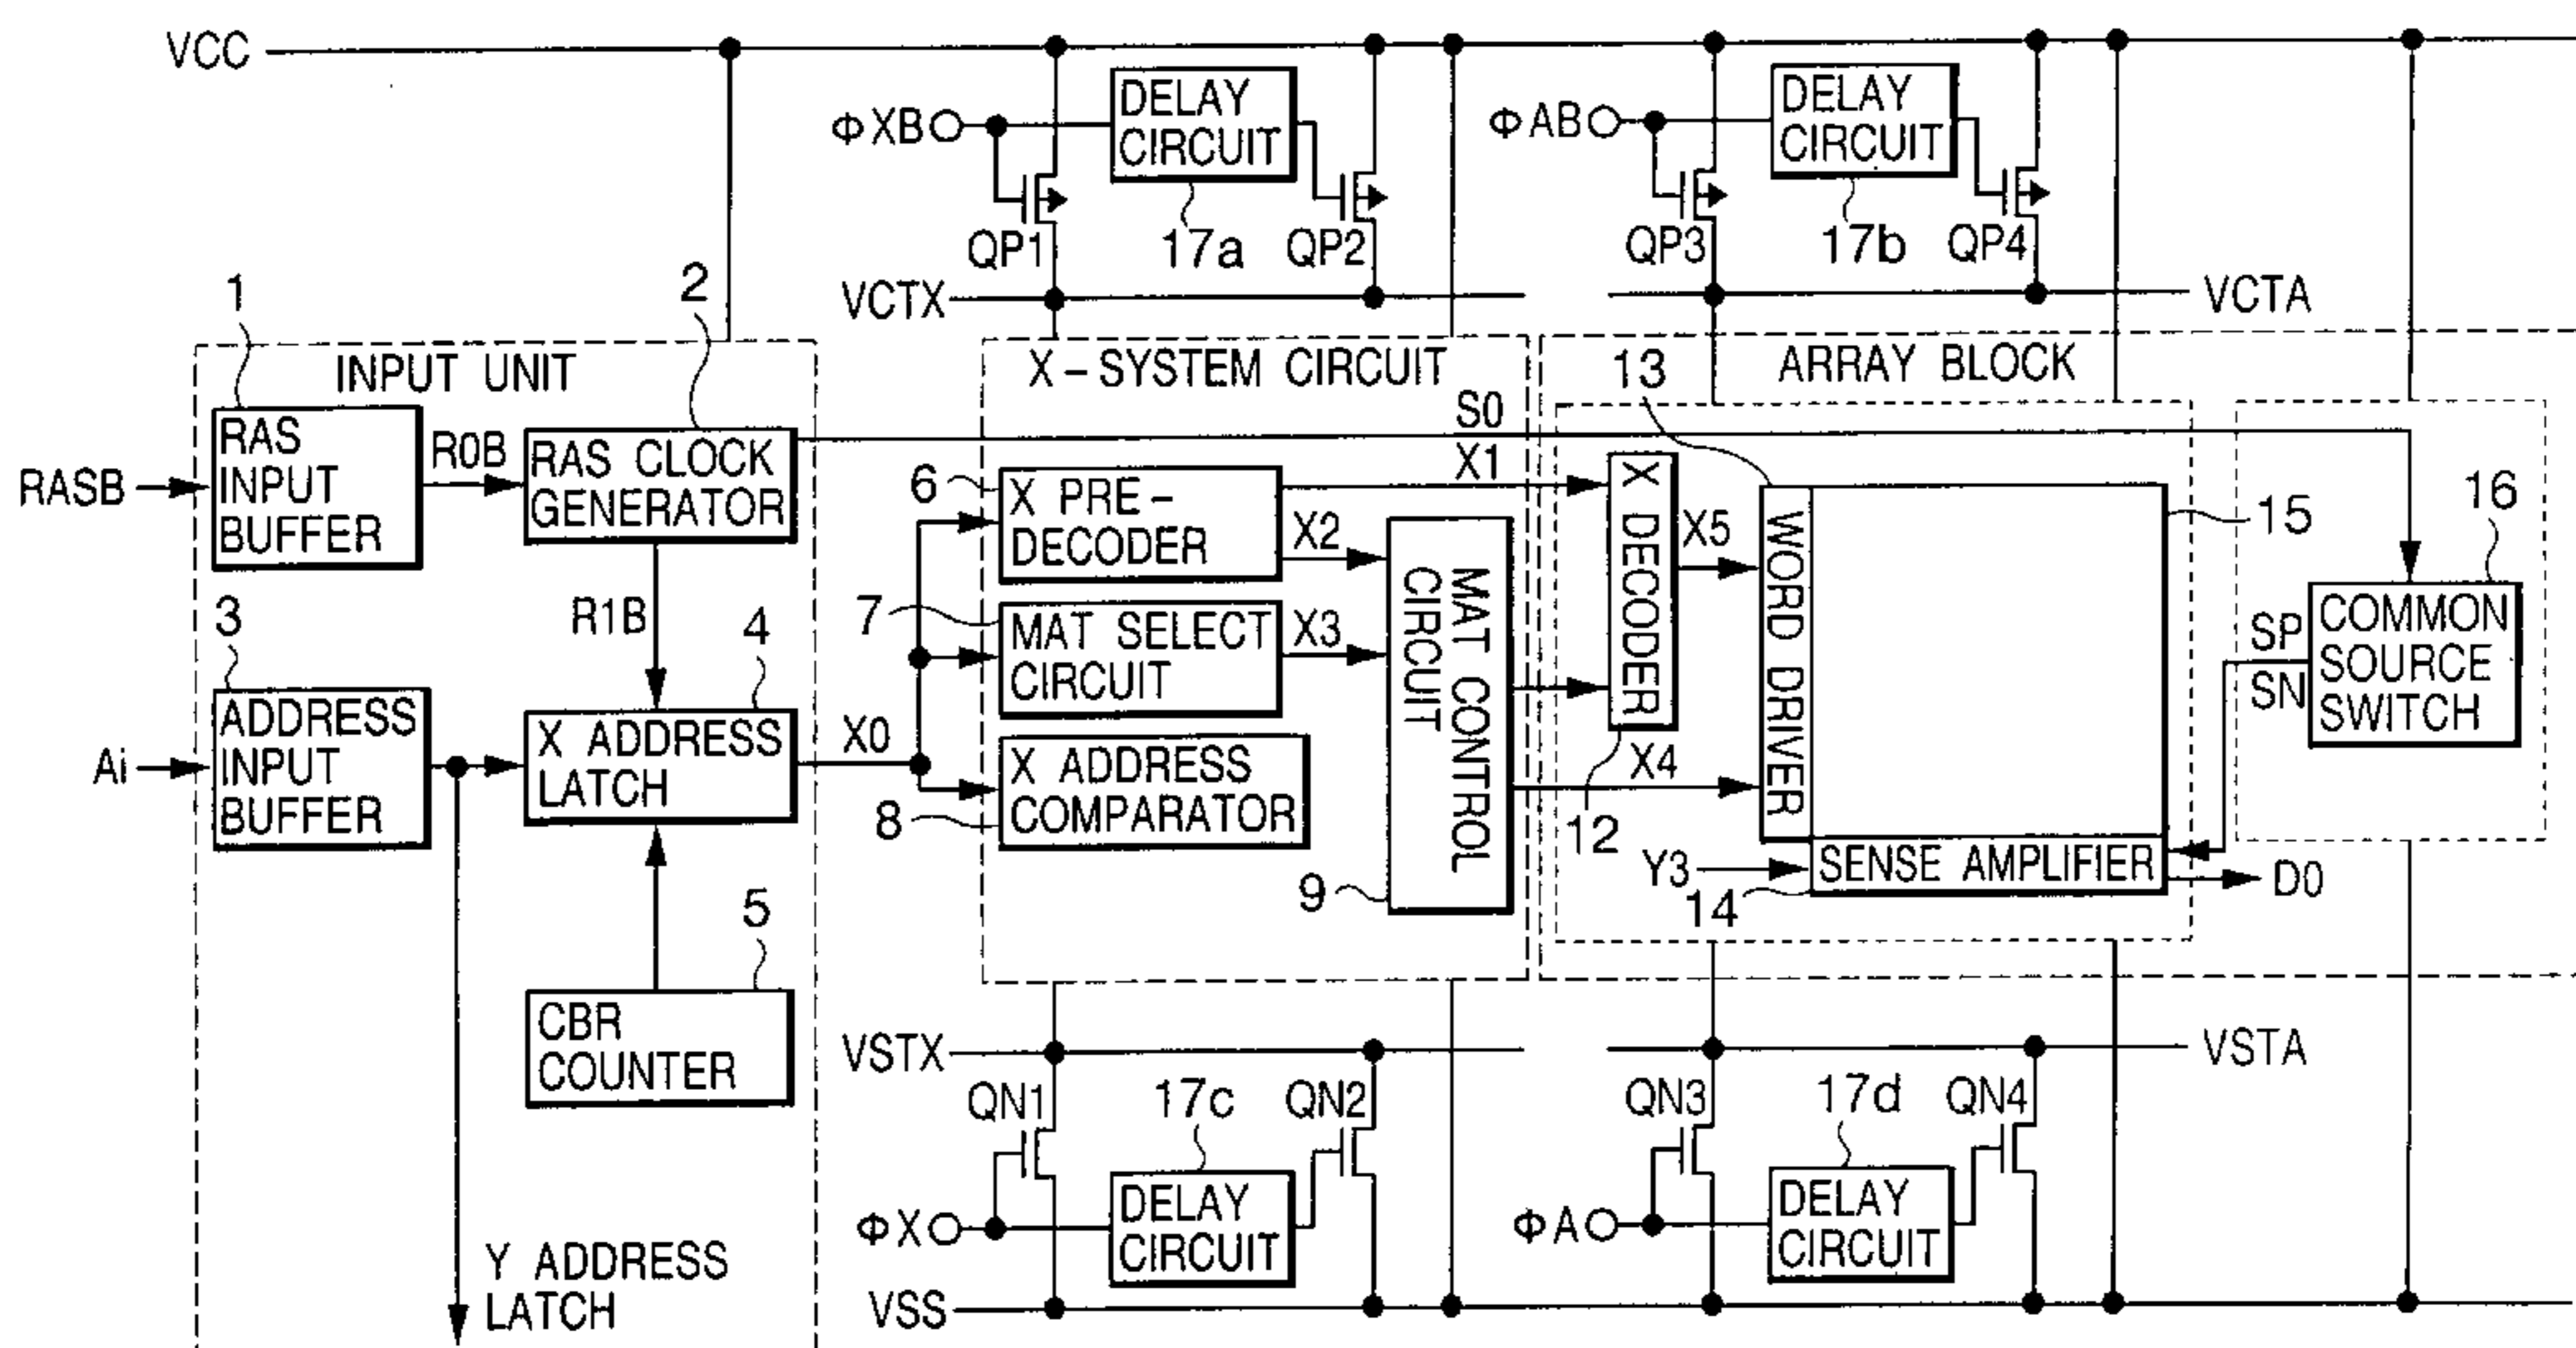 VCC
ΦXB
DELAY
CIRCUIT
17a
QP1
QP2
ΦAB
DELAY
CIRCUIT
17b
QP3
QP4
VCTX
VCTA
1
2
INPUT UNIT
RAS
INPUT
BUFFER
R0B
RAS CLOCK
GENERATOR
RASB
R1B
3
4
ADDRESS
INPUT
BUFFER
Ai
X ADDRESS
LATCH
X0
5
CBR
COUNTER
Y ADDRESS
LATCH
X-SYSTEM CIRCUIT
S0
X1
6
X PRE-
DECODER
X2
7
MAT SELECT
CIRCUIT
X3
8
X ADDRESS
COMPARATOR
MAT CONTROL
CIRCUIT
9
ARRAY BLOCK
13
X DECODER
X5
12
X4
WORD DRIVER
15
Y3
14
SENSE AMPLIFIER
D0
16
COMMON
SOURCE
SWITCH
SP
SN
VSTX
VSTA
QN1
17c
QN2
ΦX
DELAY
CIRCUIT
QN3
17d
QN4
ΦA
DELAY
CIRCUIT
VSS